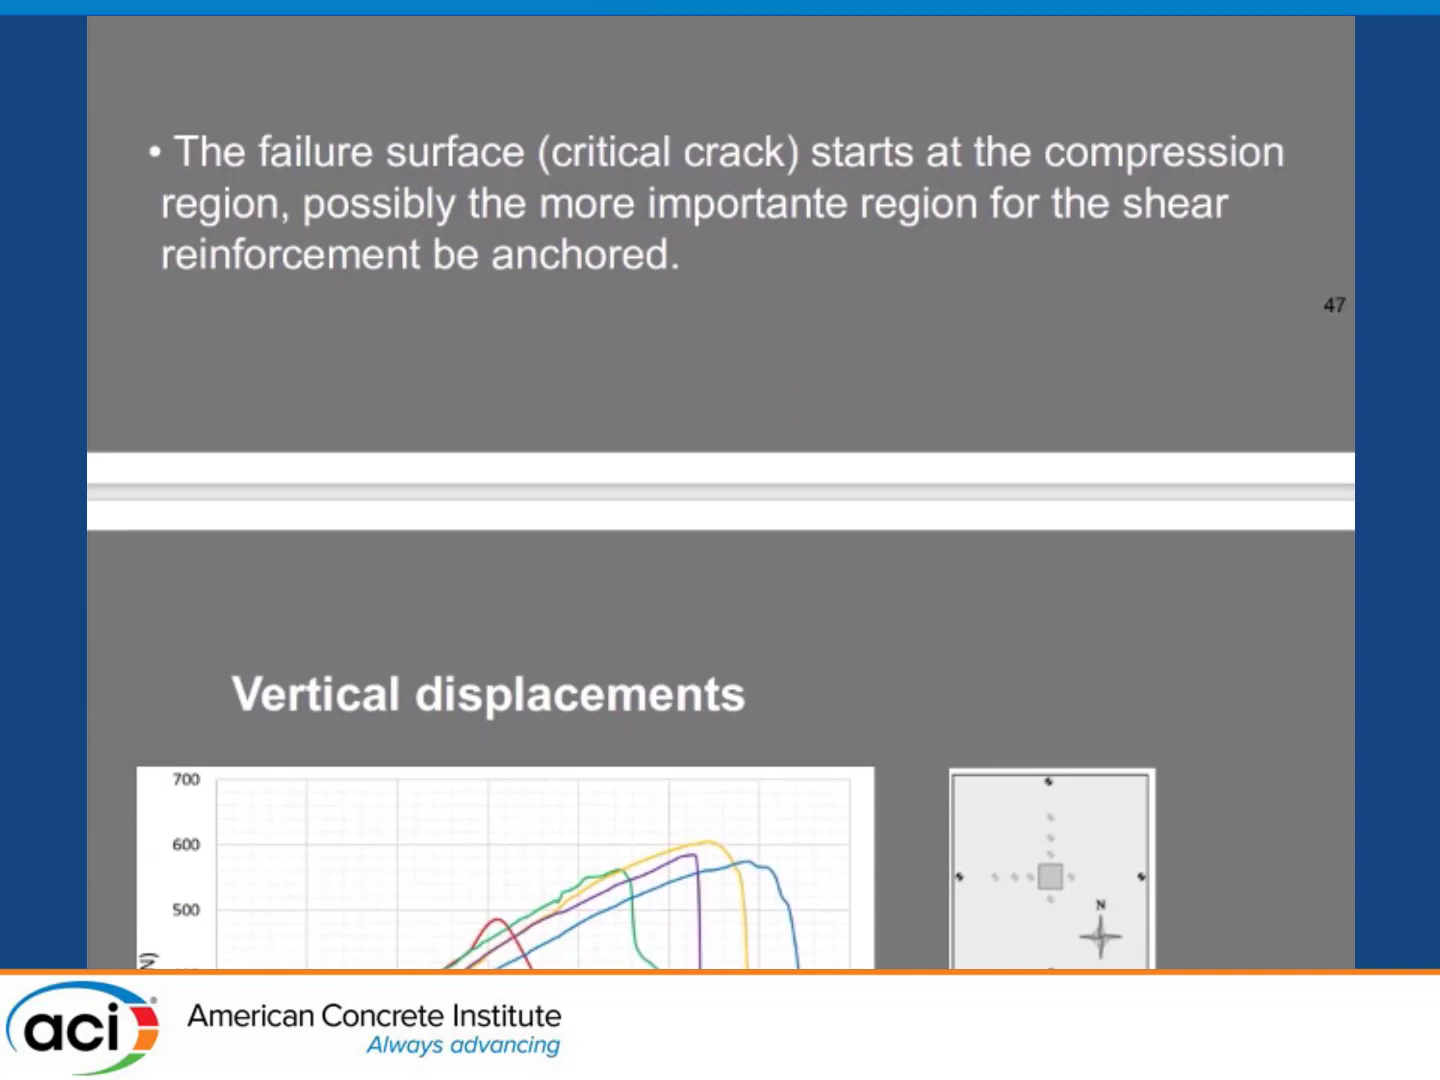 • The failure surface (critical crack) starts at the compression
region, possibly the more importante region for the shear
reinforcement be anchored.
47
Vertical displacements
700
600
500
N)
N
aci
American Concrete Institute
Always advancing